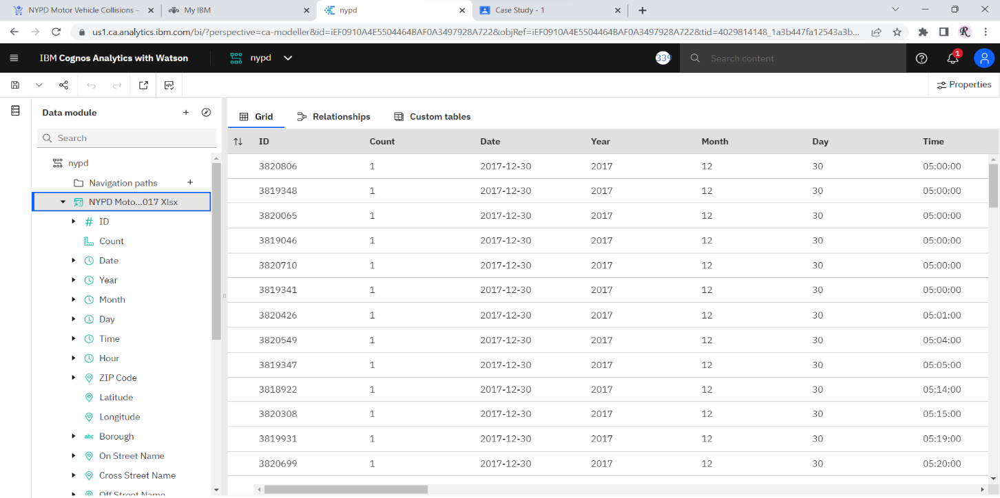 NYPD Motor Vehicle Collisions –
My IBM
nypd
Case Study - 1
us1.ca.analytics.ibm.com/bi/?perspective=ca-modeller&id=iEF0910A4E5504464BAF0A3497928A722&objRef=iEF0910A4E5504464BAF0A3497928A722&tid=4029814148_1a3b447fa12543a3b...
IBM Cognos Analytics with Watson
nypd
339
Search content
1
Properties
Data module
Search
nypd
Navigation paths
NYPD Moto...017 Xlsx
ID
Count
Date
Year
Month
Day
Time
Hour
ZIP Code
Latitude
Longitude
abc Borough
On Street Name
Cross Street Name
Off Street Name
Grid Relationships Custom tables
ID Count Date Year Month Day Time
3820806 1 2017-12-30 2017 12 30 05:00:00
3819348 1 2017-12-30 2017 12 30 05:00:00
3820065 1 2017-12-30 2017 12 30 05:00:00
3819046 1 2017-12-30 2017 12 30 05:00:00
3820710 1 2017-12-30 2017 12 30 05:00:00
3819341 1 2017-12-30 2017 12 30 05:00:00
3820426 1 2017-12-30 2017 12 30 05:01:00
3820549 1 2017-12-30 2017 12 30 05:04:00
3819347 1 2017-12-30 2017 12 30 05:05:00
3818922 1 2017-12-30 2017 12 30 05:14:00
3820308 1 2017-12-30 2017 12 30 05:15:00
3819931 1 2017-12-30 2017 12 30 05:19:00
3820699 1 2017-12-30 2017 12 30 05:20:00